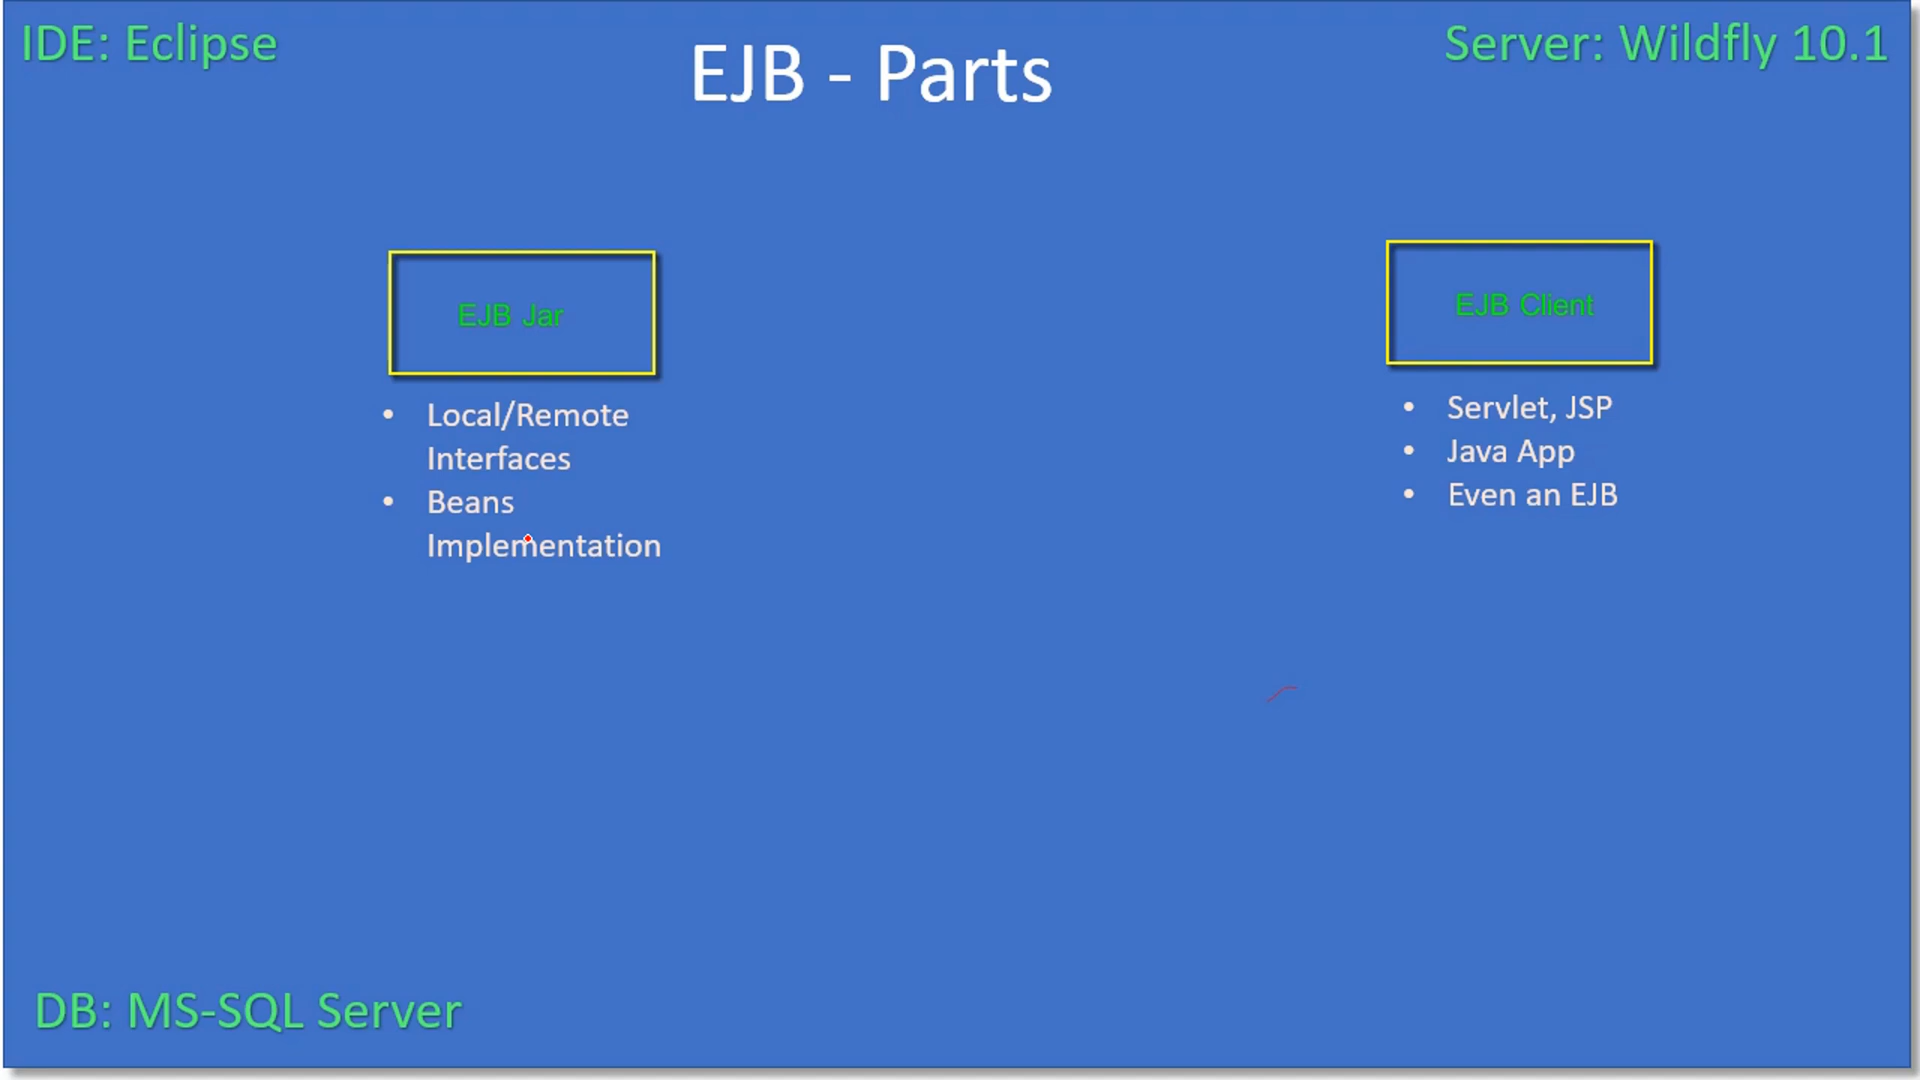 IDE: Eclipse
EJB - Parts
Server: Wildfly 10.1
EJB Jar
• Local/Remote
Interfaces
• Beans
Implementation
EJB Client
• Servlet, JSP
• Java App
• Even an EJB
DB: MS-SQL Server